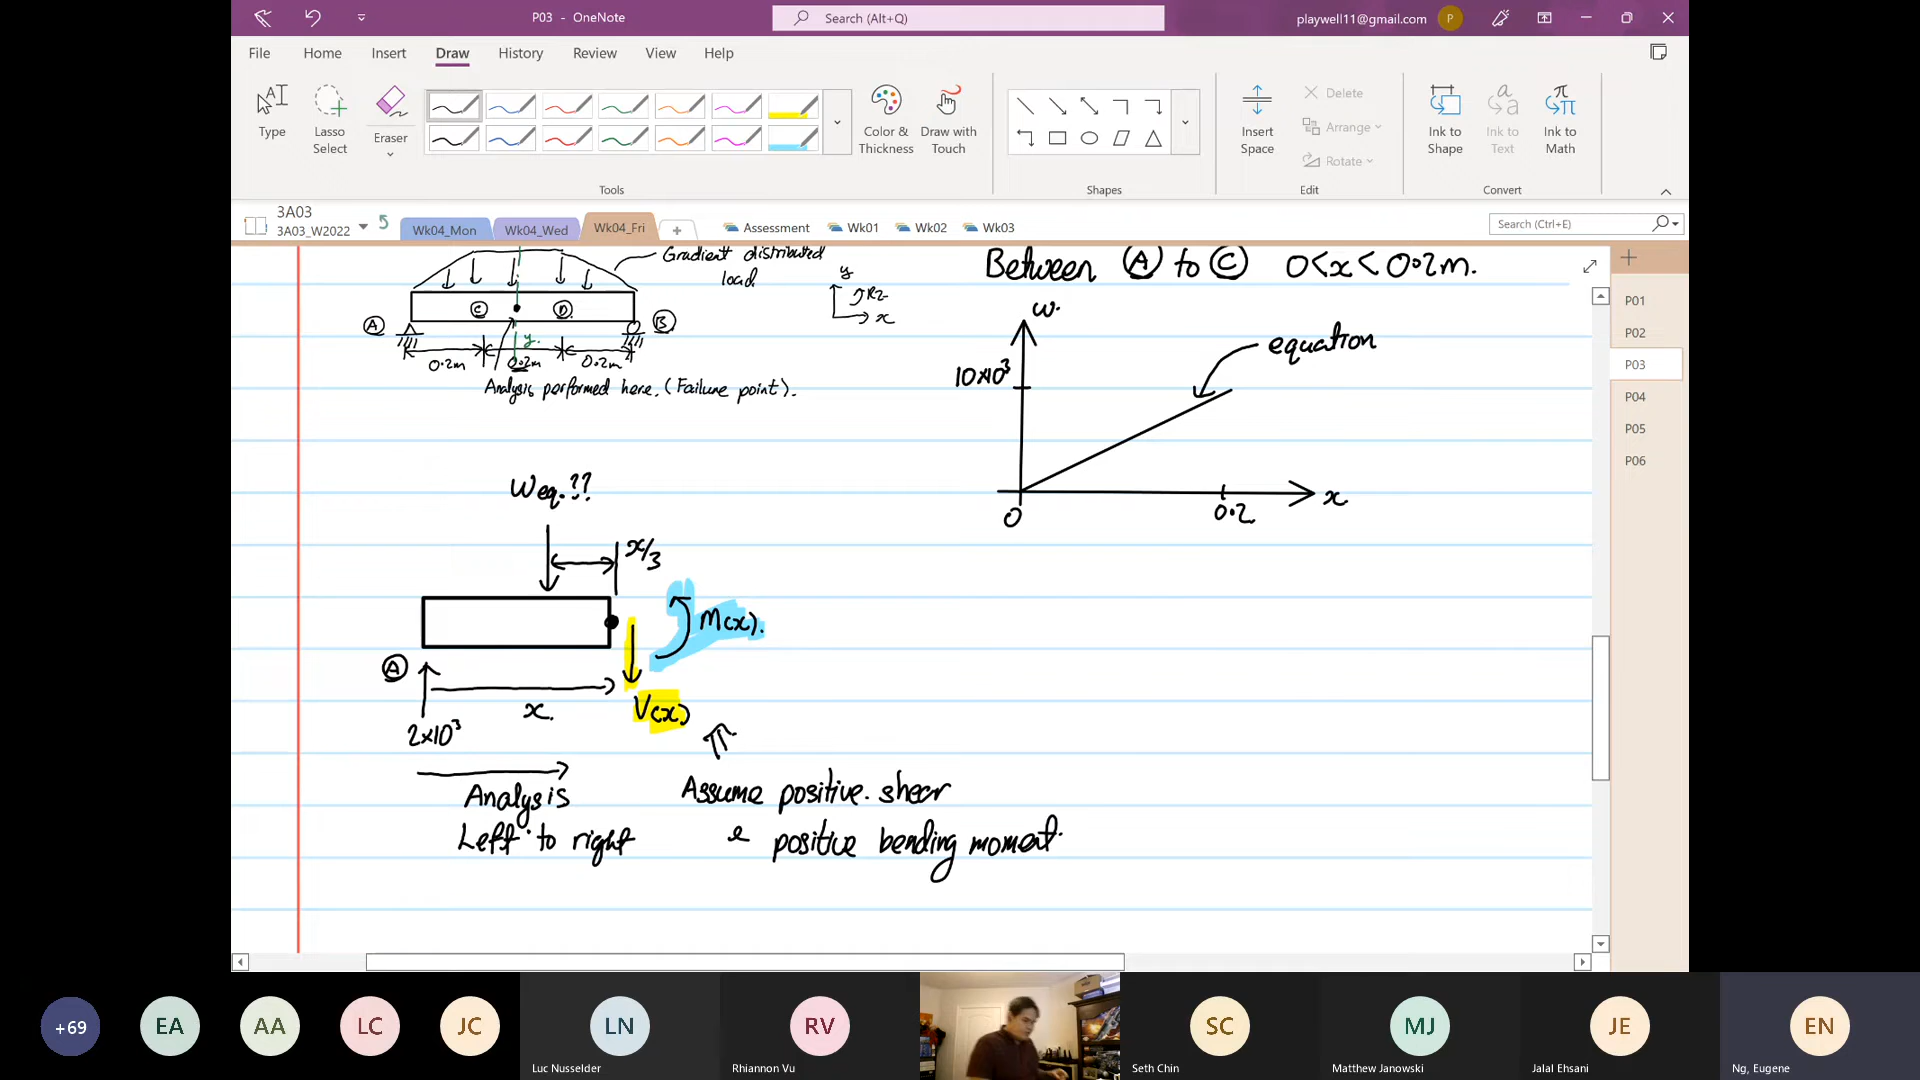 P03 - OneNote
Search (Alt+Q)
playwell11@gmail.com
P
File
Home
Insert
Draw
History
Review
View
Help
Type
Lasso
Select
Eraser
Color &
Thickness
Draw with
Touch
Insert
Space
Delete
Arrange
Rotate
Ink to
Shape
Ink to
Text
Ink to
Math
Tools
Shapes
Edit
Convert
3A03
3A03_W2022
Wk04_Mon
Wk04_Wed
Wk04_Fri
Assessment
Wk01
Wk02
Wk03
Search (Ctrl+E)
P01
P02
P03
P04
P05
P06
Gradient distributed
load.
y
Rz
x
A
C
D
B
y.
0.2m
0.2m
0.2m
Analysis performed here. (Failure point).
Between A to C 0<x<0.2m.
w.
10x10³
equation
0
0.2
x
Weq.??
x/3
M(x).
V(x)
A
x.
2x10³
Analysis
Left to right
Assume positive. shear
& positive bending moment.
+69
EA
AA
LC
JC
LN
Luc Nusselder
RV
Rhiannon Vu
SC
Seth Chin
MJ
Matthew Janowski
JE
Jalal Ehsani
EN
Ng, Eugene